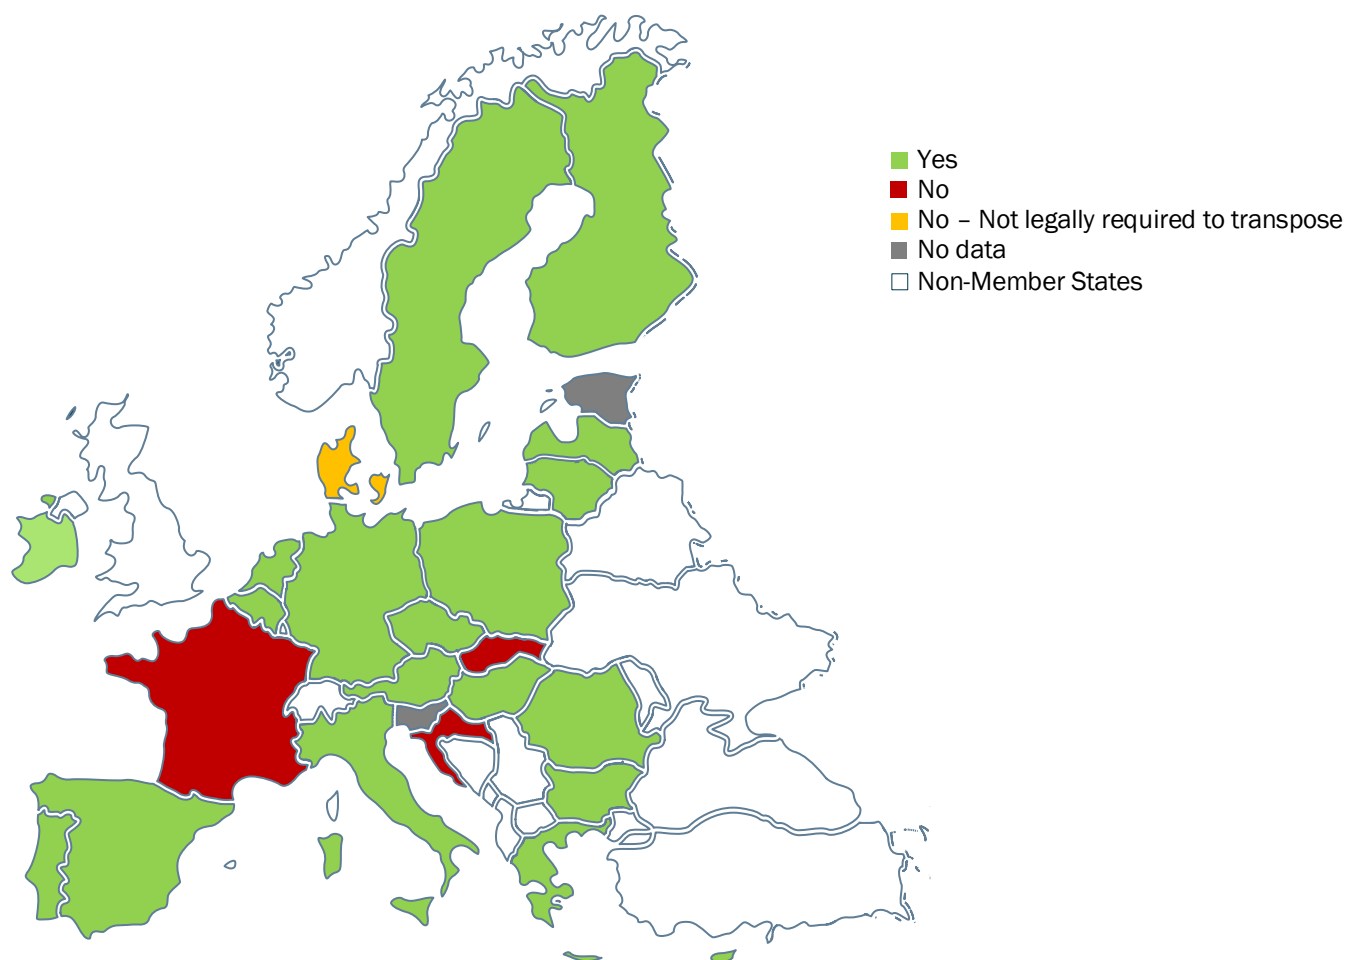 Yes
No
No – Not legally required to transpose
No data
Non-Member States